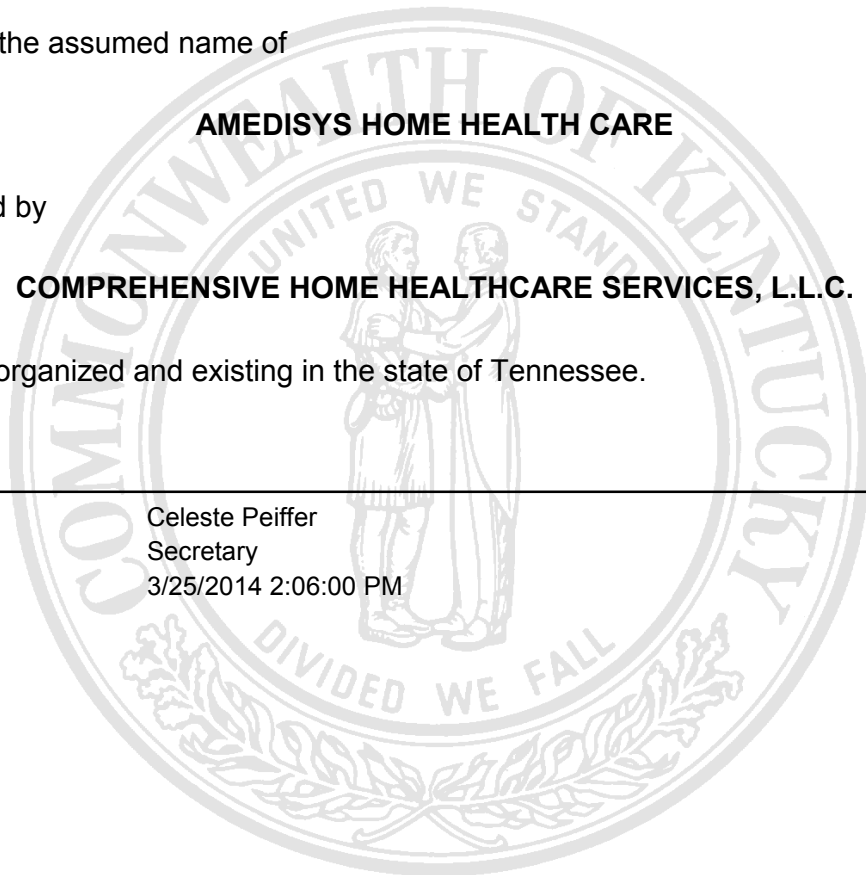 the assumed name of
AMEDISYS HOME HEALTH CARE
d by
COMPREHENSIVE HOME HEALTHCARE SERVICES, L.L.C.
organized and existing in the state of Tennessee.
Celeste Peiffer
Secretary
3/25/2014 2:06:00 PM
COMMONWEALTH OF KENTUCKY
UNITED WE STAND
DIVIDED WE FALL